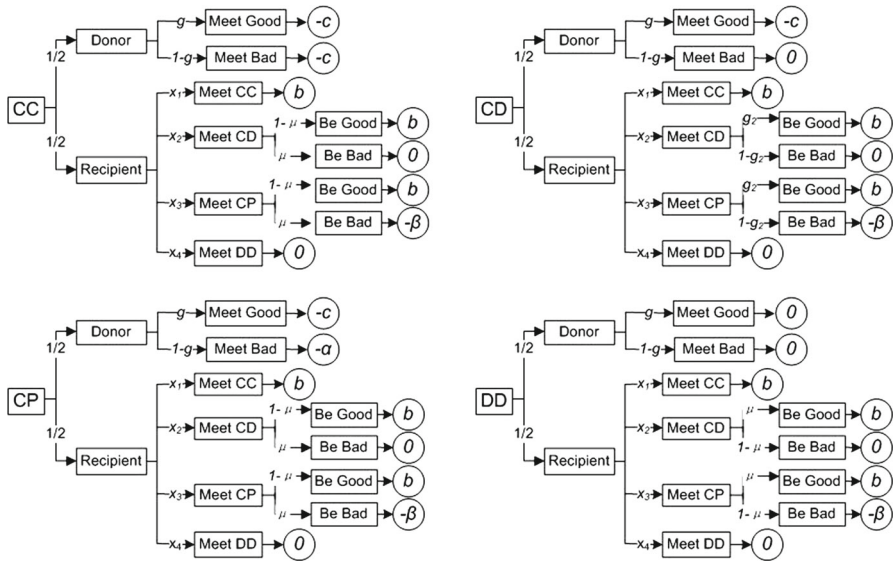 CC
1/2
Donor
g
Meet Good
-c
1-g
Meet Bad
-c
1/2
Recipient
x₁
Meet CC
b
x₂
Meet CD
1-μ
Be Good
b
μ
Be Bad
0
x₃
Meet CP
1-μ
Be Good
b
μ
Be Bad
-β
x₄
Meet DD
0
CD
1/2
Donor
g
Meet Good
-c
1-g
Meet Bad
0
1/2
Recipient
x₁
Meet CC
b
x₂
Meet CD
g₂
Be Good
b
1-g₂
Be Bad
0
x₃
Meet CP
g₂
Be Good
b
1-g₂
Be Bad
-β
x₄
Meet DD
0
CP
1/2
Donor
g
Meet Good
-c
1-g
Meet Bad
-α
1/2
Recipient
x₁
Meet CC
b
x₂
Meet CD
1-μ
Be Good
b
μ
Be Bad
0
x₃
Meet CP
1-μ
Be Good
b
μ
Be Bad
-β
x₄
Meet DD
0
DD
1/2
Donor
g
Meet Good
0
1-g
Meet Bad
0
1/2
Recipient
x₁
Meet CC
b
x₂
Meet CD
μ
Be Good
b
1-μ
Be Bad
0
x₃
Meet CP
μ
Be Good
b
1-μ
Be Bad
-β
x₄
Meet DD
0